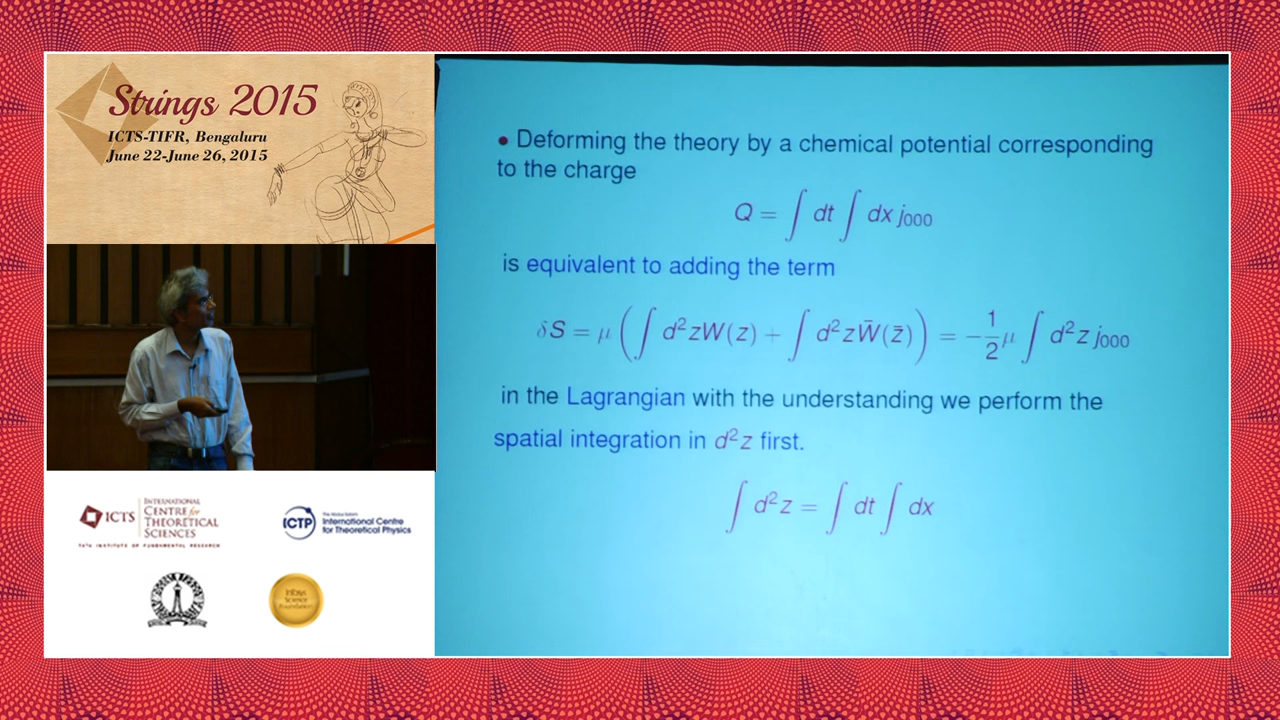 Strings 2015
ICTS-TIFR, Bengaluru
June 22-June 26, 2015
ICTS
INTERNATIONAL
CENTRE for
THEORETICAL
SCIENCES
TATA INSTITUTE OF FUNDAMENTAL RESEARCH
ICTP
International Centre
for Theoretical Physics
Infosys
Science
Foundation
• Deforming the theory by a chemical potential corresponding
to the charge
Q = ∫ dt ∫ dx j₀₀₀
is equivalent to adding the term
δS = μ ( ∫ d²zW(z) + ∫ d²zW̄(z̄) ) = −½μ ∫ d²z j₀₀₀
in the Lagrangian with the understanding we perform the
spatial integration in d²z first.
∫ d²z = ∫ dt ∫ dx